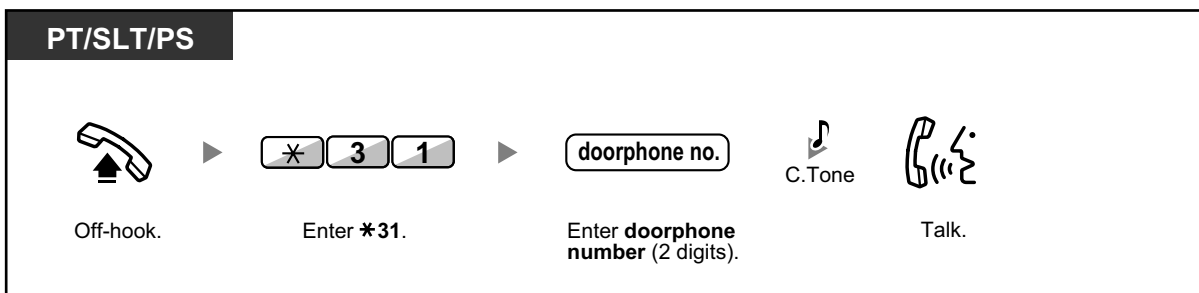 PT/SLT/PS
✳ 3 1
doorphone no.
C.Tone
Off-hook.
Enter ✳31.
Enter doorphone
number (2 digits).
Talk.